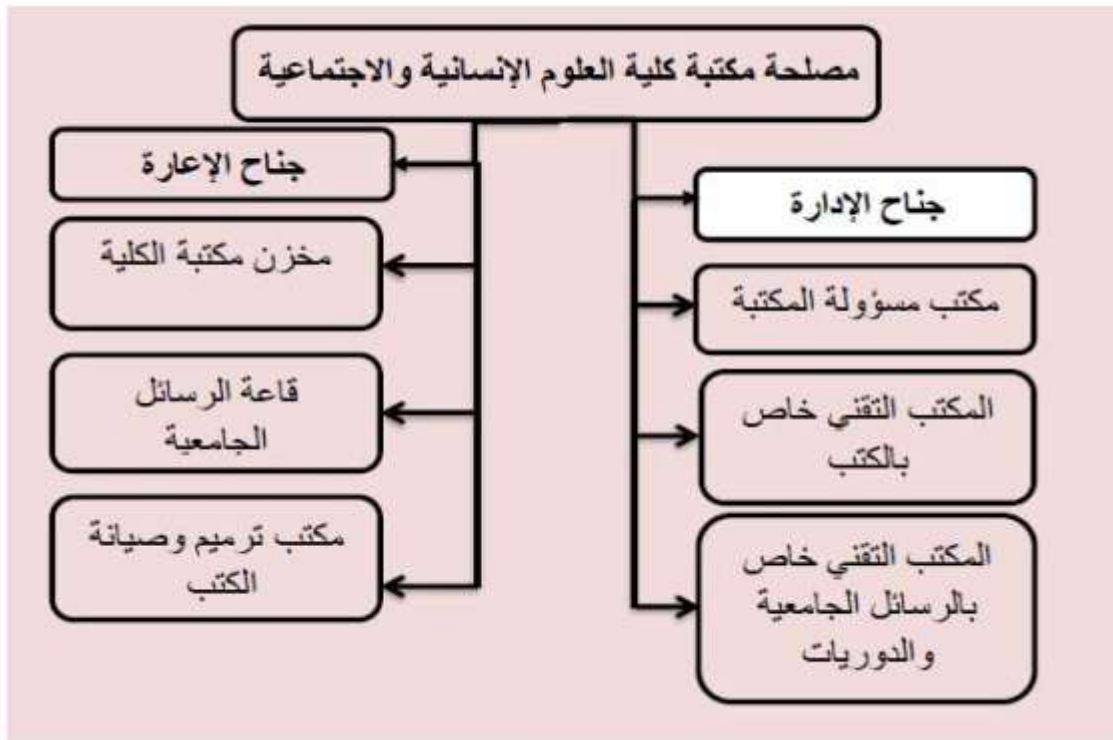 مصلحة مكتبة كلية العلوم الإنسانية والاجتماعية
جناح الإدارة
مكتب مسؤولة المكتبة
المكتب التقني خاص
بالكتب
المكتب التقني خاص
بالرسائل الجامعية
والدوريات
جناح الإعارة
مخزن مكتبة الكلية
قاعة الرسائل
الجامعية
مكتب ترميم وصيانة
الكتب